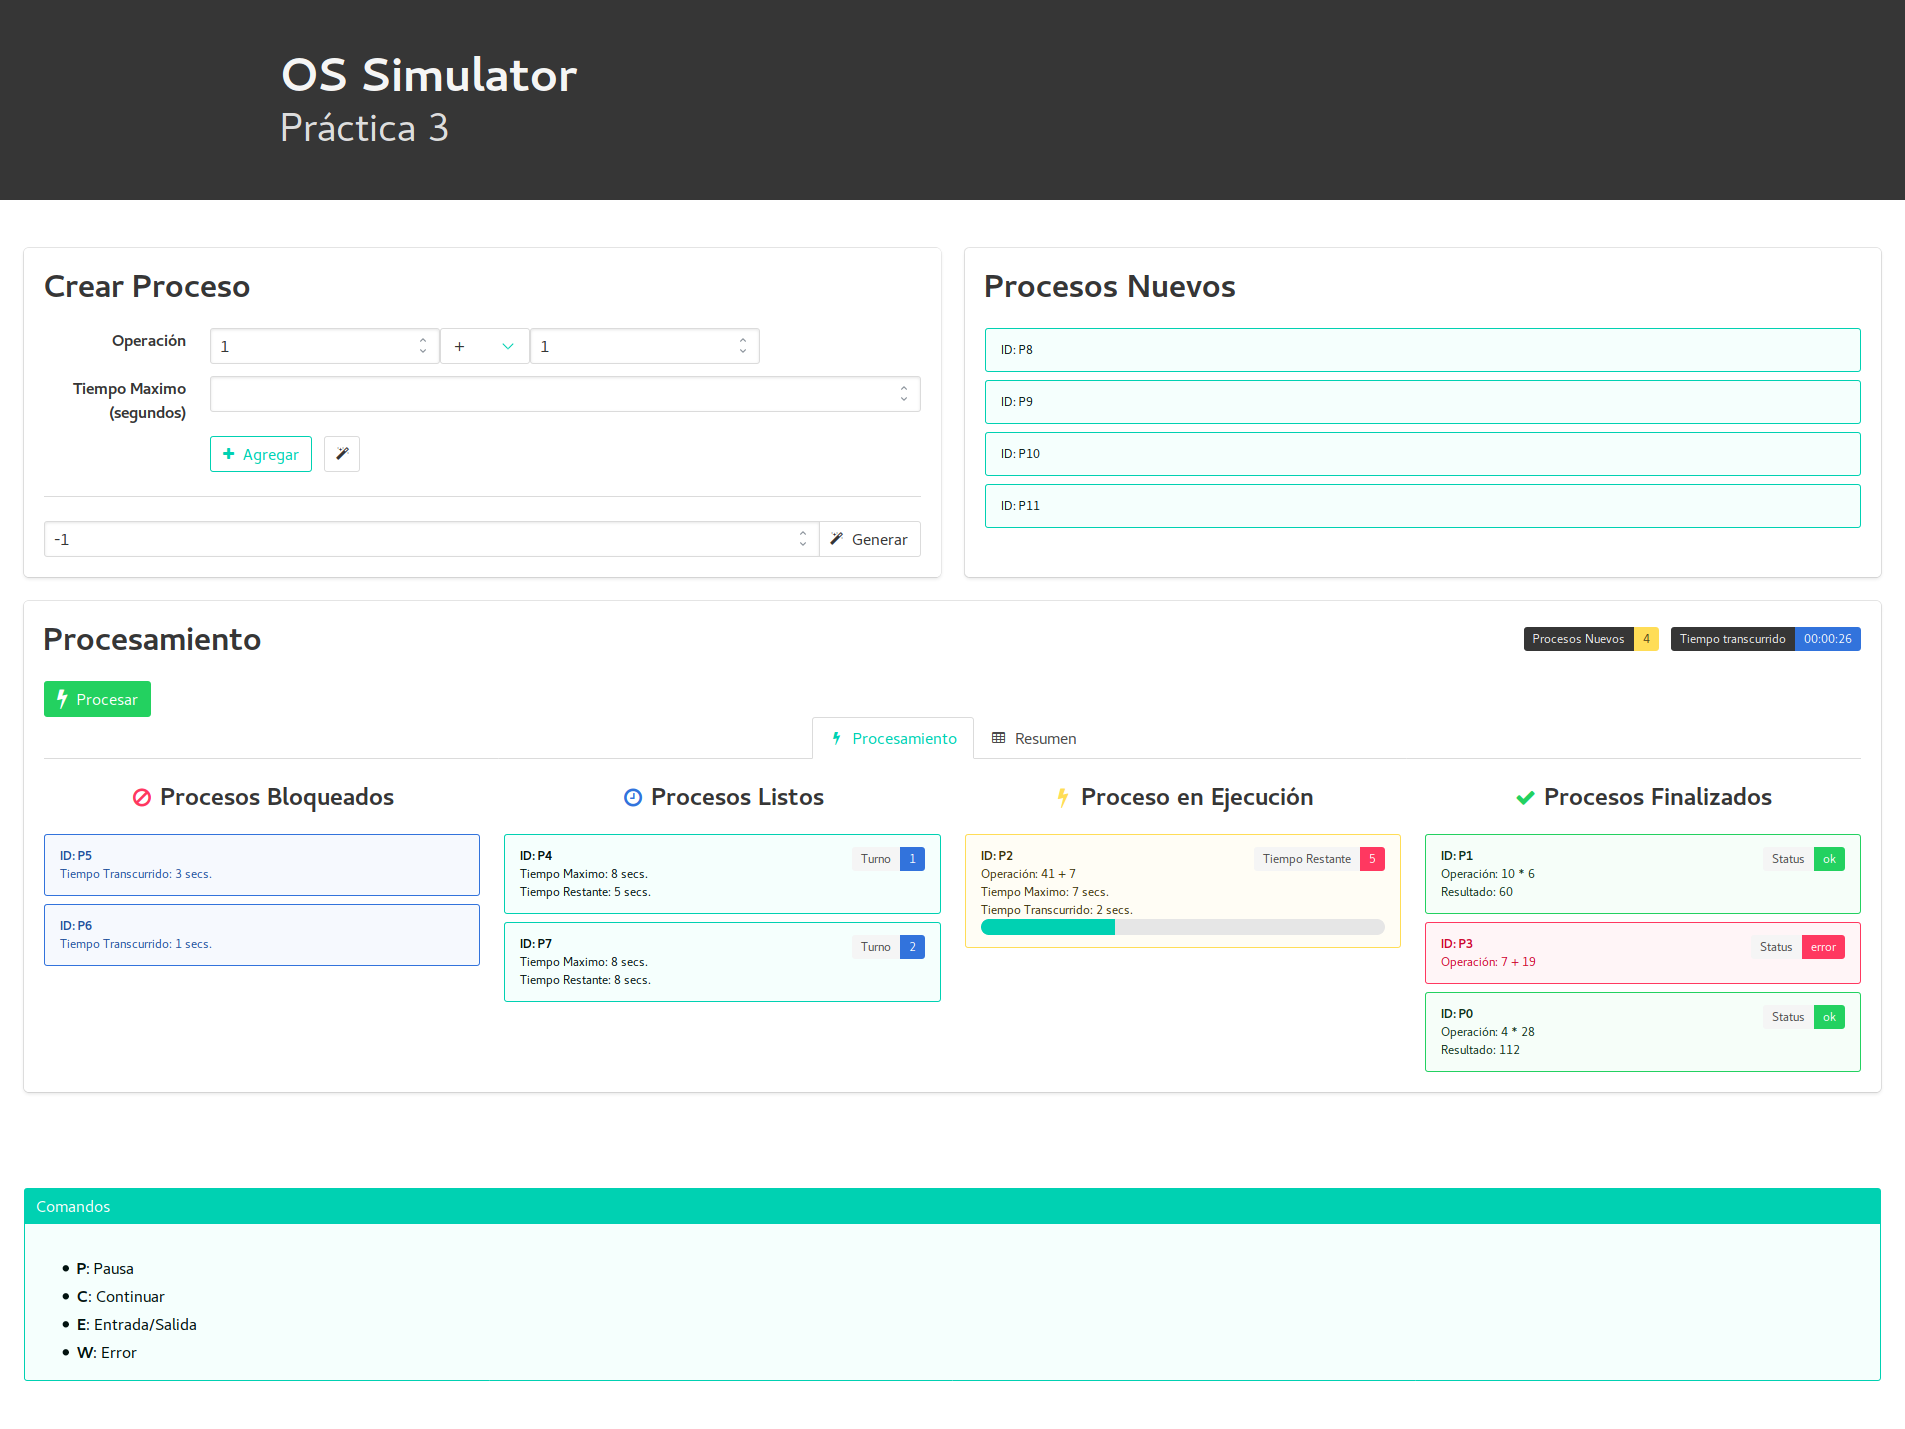 OS Simulator
Práctica 3
Crear Proceso
Operación
1
+
1
Tiempo Maximo
(segundos)
Agregar
-1
Generar
Procesos Nuevos
ID: P8
ID: P9
ID: P10
ID: P11
Procesamiento
Procesos Nuevos 4
Tiempo transcurrido 00:00:26
Procesar
Procesamiento
Resumen
Procesos Bloqueados
ID: P5
Tiempo Transcurrido: 3 secs.
ID: P6
Tiempo Transcurrido: 1 secs.
Procesos Listos
ID: P4
Turno 1
Tiempo Maximo: 8 secs.
Tiempo Restante: 5 secs.
ID: P7
Turno 2
Tiempo Maximo: 8 secs.
Tiempo Restante: 8 secs.
Proceso en Ejecución
ID: P2
Tiempo Restante 5
Operación: 41 + 7
Tiempo Maximo: 7 secs.
Tiempo Transcurrido: 2 secs.
Procesos Finalizados
ID: P1
Status ok
Operación: 10 * 6
Resultado: 60
ID: P3
Status error
Operación: 7 + 19
ID: P0
Status ok
Operación: 4 * 28
Resultado: 112
Comandos
• P: Pausa
• C: Continuar
• E: Entrada/Salida
• W: Error